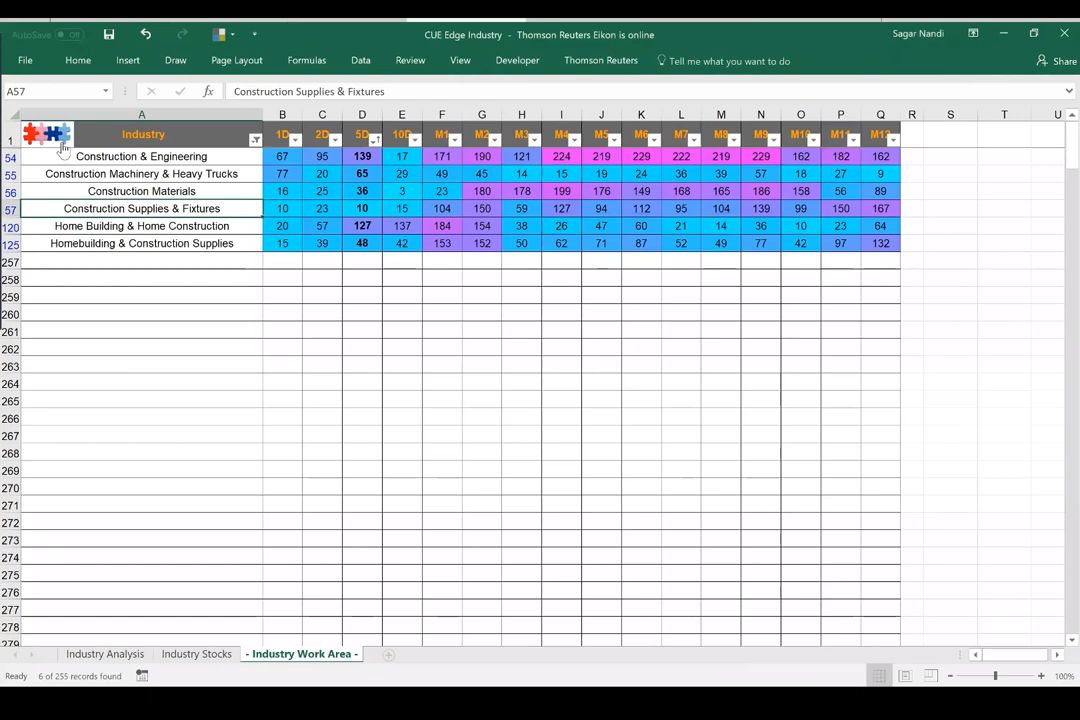 AutoSave Off
CUE Edge Industry - Thomson Reuters Eikon is online
Sagar Nandi
File Home Insert Draw Page Layout Formulas Data Review View Developer Thomson Reuters Tell me what you want to do Share
A57 fx Construction Supplies & Fixtures
A B C D E F G H I J K L M N O P Q R S T U
1 Industry 1D 2D 5D 10D M1 M2 M3 M4 M5 M6 M7 M8 M9 M10 M11 M12
54 Construction & Engineering 67 95 139 17 171 190 121 224 219 229 222 219 229 162 182 162
55 Construction Machinery & Heavy Trucks 77 20 65 29 49 45 14 15 19 24 36 39 57 18 27 9
56 Construction Materials 16 25 36 3 23 180 178 199 176 149 168 165 186 158 56 89
57 Construction Supplies & Fixtures 10 23 10 15 104 150 59 127 94 112 95 104 139 99 150 167
120 Home Building & Home Construction 20 57 127 137 184 154 38 26 47 60 21 14 36 10 23 64
125 Homebuilding & Construction Supplies 15 39 48 42 153 152 50 62 71 87 52 49 77 42 97 132
257
258
259
260
261
262
263
264
265
266
267
268
269
270
271
272
273
274
275
276
277
278
279
Industry Analysis Industry Stocks - Industry Work Area -
Ready 6 of 255 records found 100%